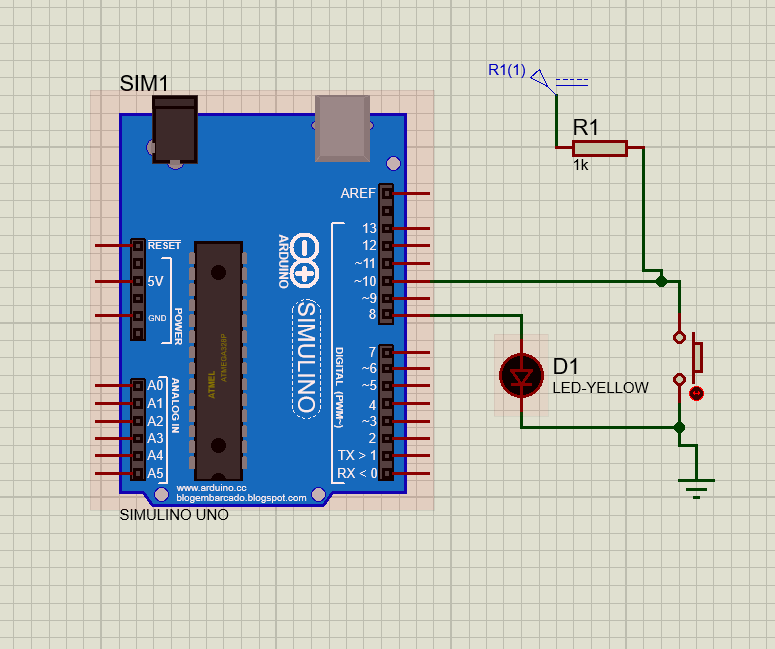 SIM1
R1(1)
R1
1k
AREF
13
12
~11
~10
~9
8
RESET
5V
GND
POWER
ARDUINO
SIMULINO
ATMEL
ATMEGA328P
DIGITAL (PWM~)
7
~6
~5
4
~3
2
TX > 1
RX < 0
A0
A1
A2
A3
A4
A5
ANALOG IN
www.arduino.cc
blogembarcado.blogspot.com
SIMULINO UNO
D1
LED-YELLOW